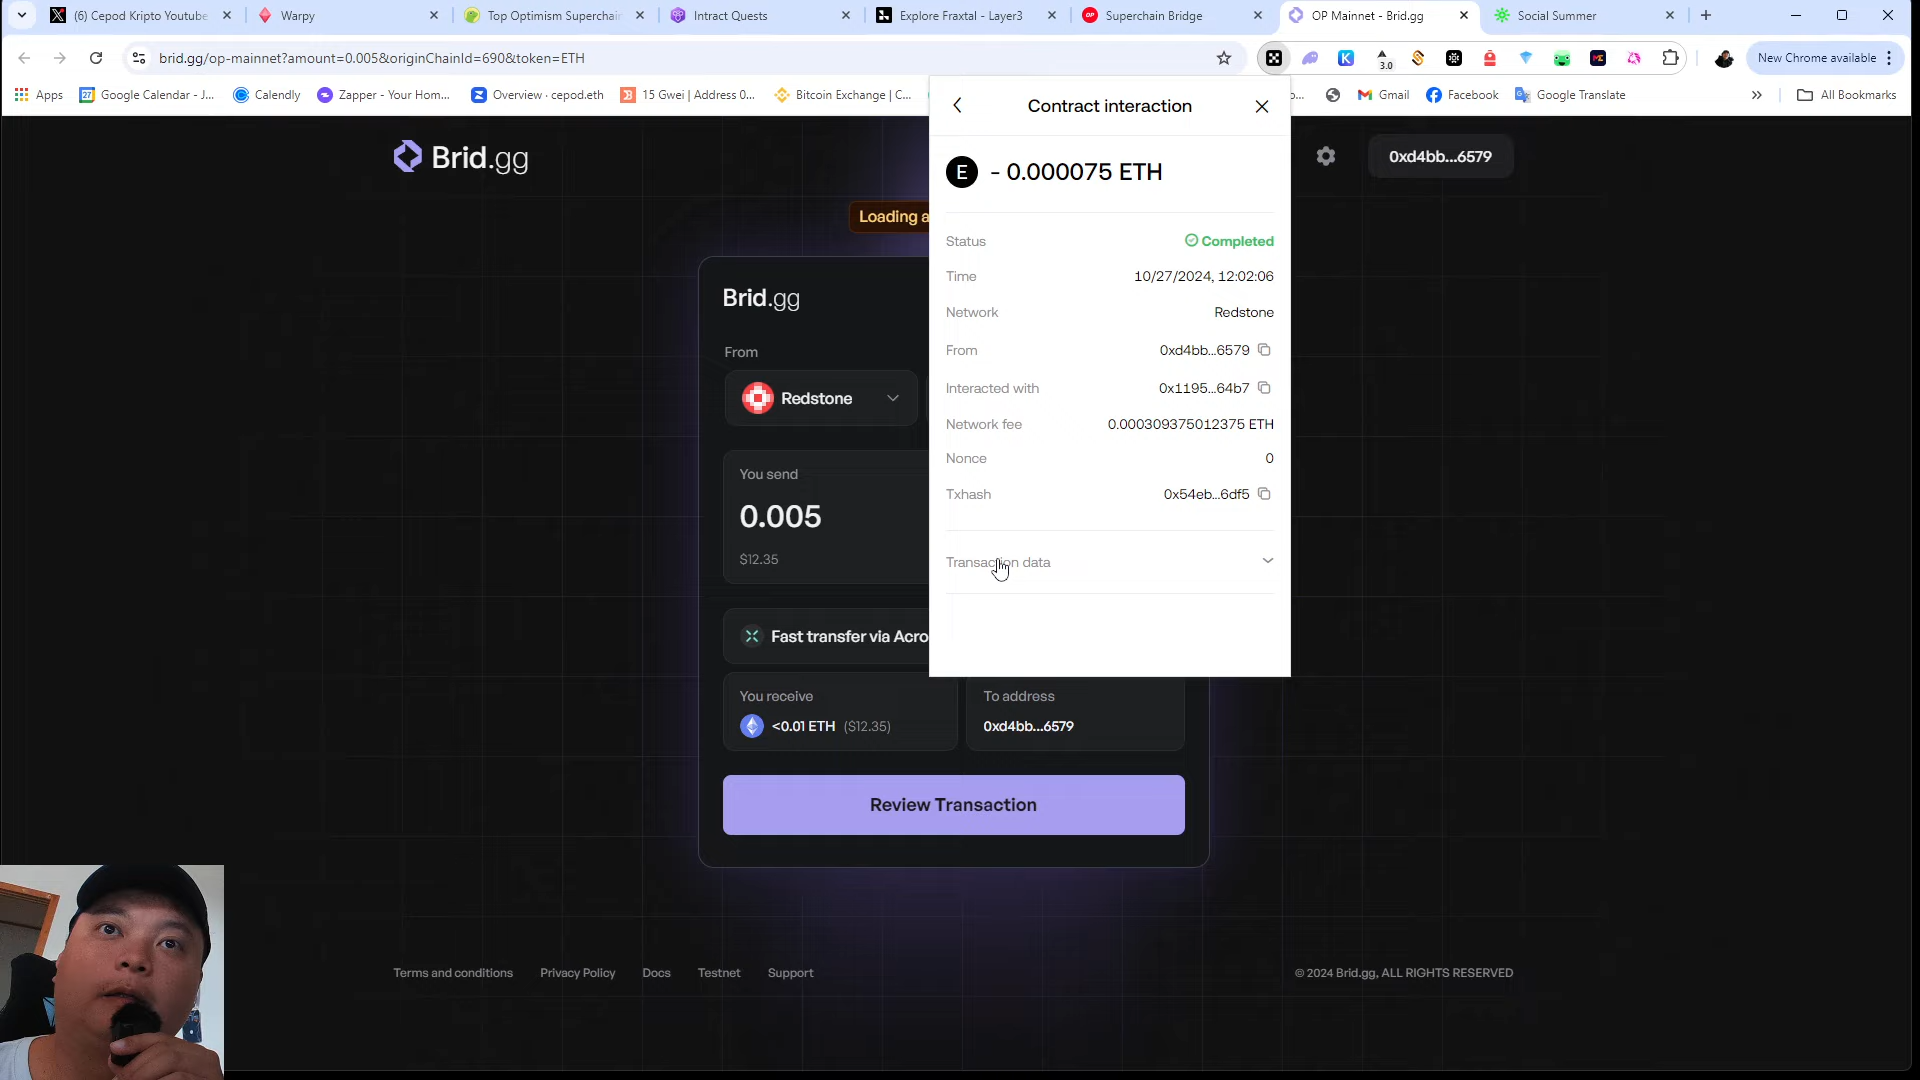 (6) Cepod Kripto Youtube
Warpy
Top Optimism Superchain
Intract Quests
Explore Fraxtal - Layer3
Superchain Bridge
OP Mainnet - Brid.gg
Social Summer
brid.gg/op-mainnet?amount=0.005&originChainId=690&token=ETH
3.0
New Chrome available
Apps
Google Calendar - J...
Calendly
Zapper - Your Hom...
Overview · cepod.eth
15 Gwei | Address 0...
Bitcoin Exchange | C...
o...
Gmail
Facebook
Google Translate
All Bookmarks
Contract interaction
Brid.gg
0xd4bb...6579
E - 0.000075 ETH
Loading a
Status
Completed
Time
10/27/2024, 12:02:06
Network
Redstone
From
0xd4bb...6579
Interacted with
0x1195...64b7
Network fee
0.000309375012375 ETH
Nonce
0
Txhash
0x54eb...6df5
Transaction data
Brid.gg
From
Redstone
You send
0.005
$12.35
Fast transfer via Acro
You receive
<0.01 ETH ($12.35)
To address
0xd4bb...6579
Review Transaction
Terms and conditions
Privacy Policy
Docs
Testnet
Support
© 2024 Brid.gg, ALL RIGHTS RESERVED